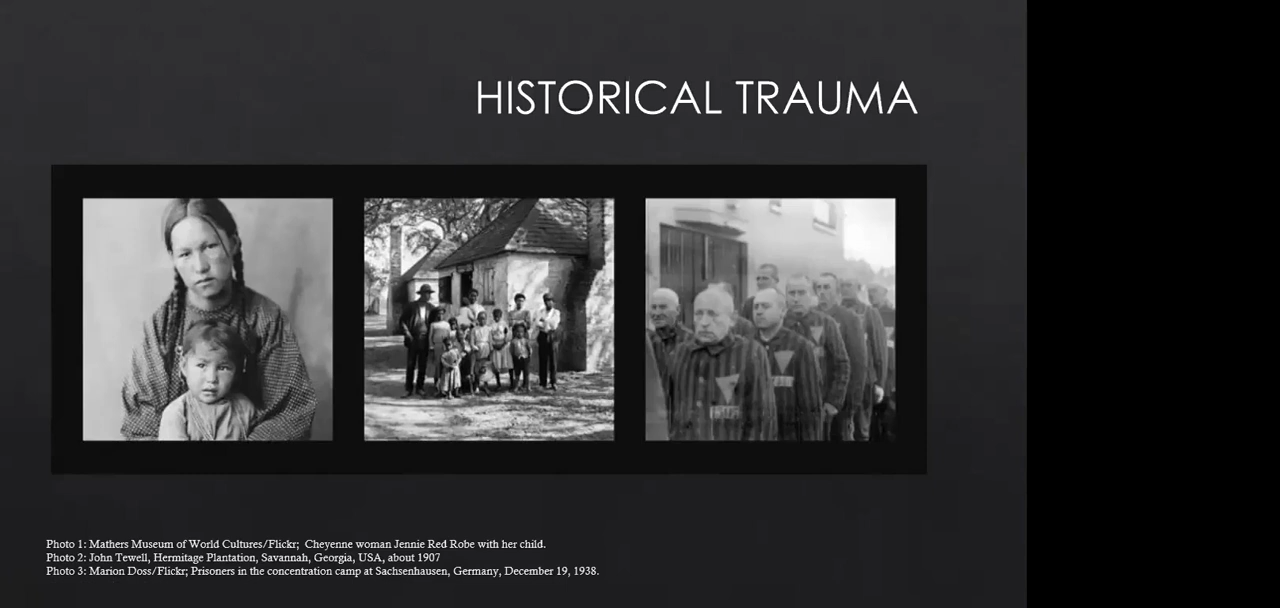 HISTORICAL TRAUMA
Photo 1: Mathers Museum of World Cultures/Flickr; Cheyenne woman Jennie Red Robe with her child.
Photo 2: John Tewell, Hermitage Plantation, Savannah, Georgia, USA, about 1907
Photo 3: Marion Doss/Flickr; Prisoners in the concentration camp at Sachsenhausen, Germany, December 19, 1938.